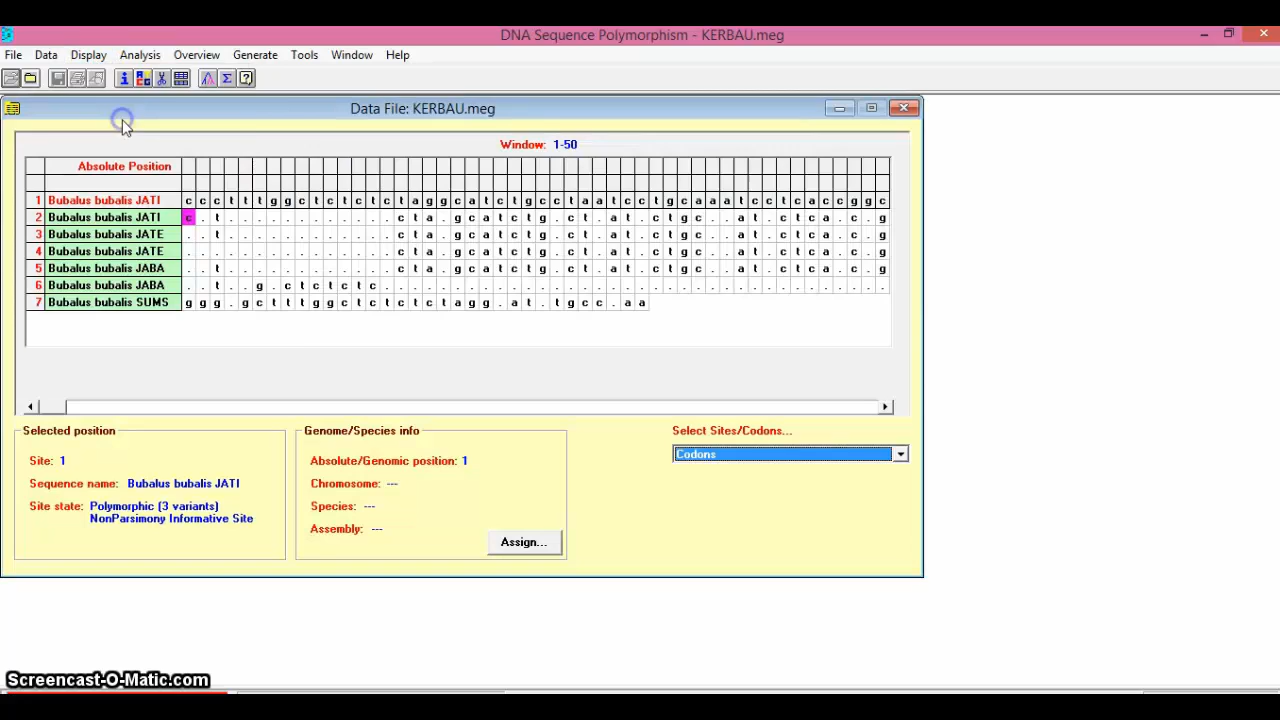 DNA Sequence Polymorphism - KERBAU.meg
File Data Display Analysis Overview Generate Tools Window Help
Data File: KERBAU.meg
Window: 1-50
Absolute Position
1 Bubalus bubalis JATI c c c t t t g g c t c t c t c t a g g c a t c t g c c t a a t c c t g c a a a t c c t c a c c g g c
2 Bubalus bubalis JATI c . t . . . . . . . . . . . . c t a . g c a t c t g . c t . a t . c t g c . . a t . c t c a . c . g
3 Bubalus bubalis JATE . . t . . . . . . . . . . . . c t a . g c a t c t g . c t . a t . c t g c . . a t . c t c a . c . g
4 Bubalus bubalis JATE . . . . . . . . . . . . . . . c t a . g c a t c t g . c t . a t . c t g c . . a t . c t c a . c . g
5 Bubalus bubalis JABA . . t . . . . . . . . . . . . c t a . g c a t c t g . c t . a t . c t g c . . a t . c t c a . c . g
6 Bubalus bubalis JABA . . t . . g . c t c t c t c . . . . . . . . . . . . . . . . . . . . . . . . . . . . . . . . . . . .
7 Bubalus bubalis SUMS g g g . g c t t t g g c t c t c t c t a g g . a t . t g c c . a a
Selected position
Site: 1
Sequence name: Bubalus bubalis JATI
Site state: Polymorphic (3 variants)
NonParsimony Informative Site
Genome/Species info
Absolute/Genomic position: 1
Chromosome: ---
Species: ---
Assembly: ---
Assign...
Select Sites/Codons...
Codons
Screencast-O-Matic.com